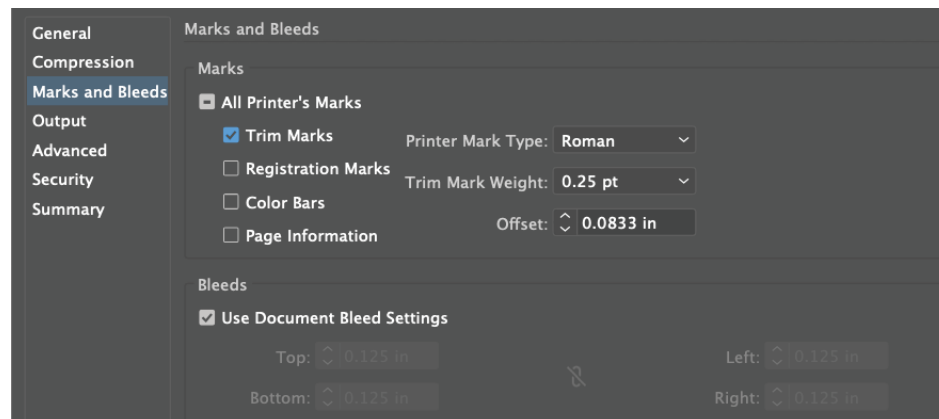 General
Compression
Marks and Bleeds
Output
Advanced
Security
Summary
Marks and Bleeds
Marks
All Printer's Marks
Trim Marks
Registration Marks
Color Bars
Page Information
Printer Mark Type: Roman
Trim Mark Weight: 0.25 pt
Offset: 0.0833 in
Bleeds
Use Document Bleed Settings
Top: 0.125 in
Left: 0.125 in
Bottom: 0.125 in
Right: 0.125 in